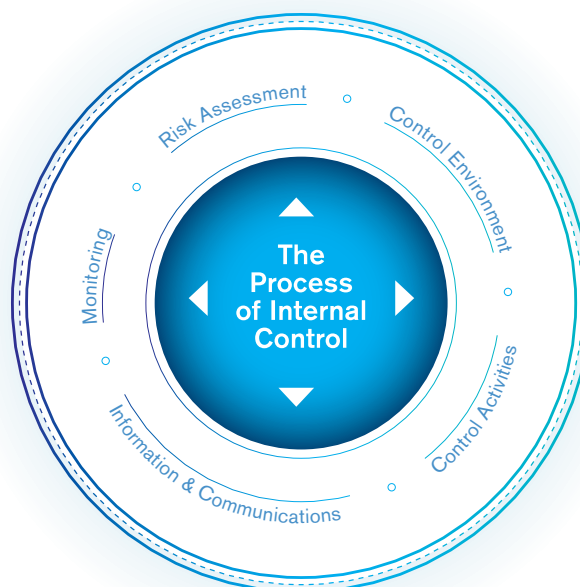 Risk Assessment
Control Environment
Control Activities
Information & Communications
Monitoring
The
Process
of Internal
Control